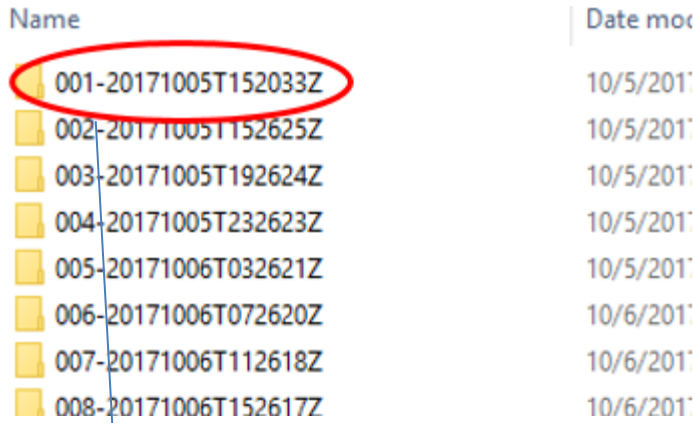 Name Date mod
001-20171005T152033Z 10/5/2017
002-20171005T152625Z 10/5/2017
003-20171005T192624Z 10/5/2017
004-20171005T232623Z 10/5/2017
005-20171006T032621Z 10/5/2017
006-20171006T072620Z 10/6/2017
007-20171006T112618Z 10/6/2017
008-20171006T152617Z 10/6/2017